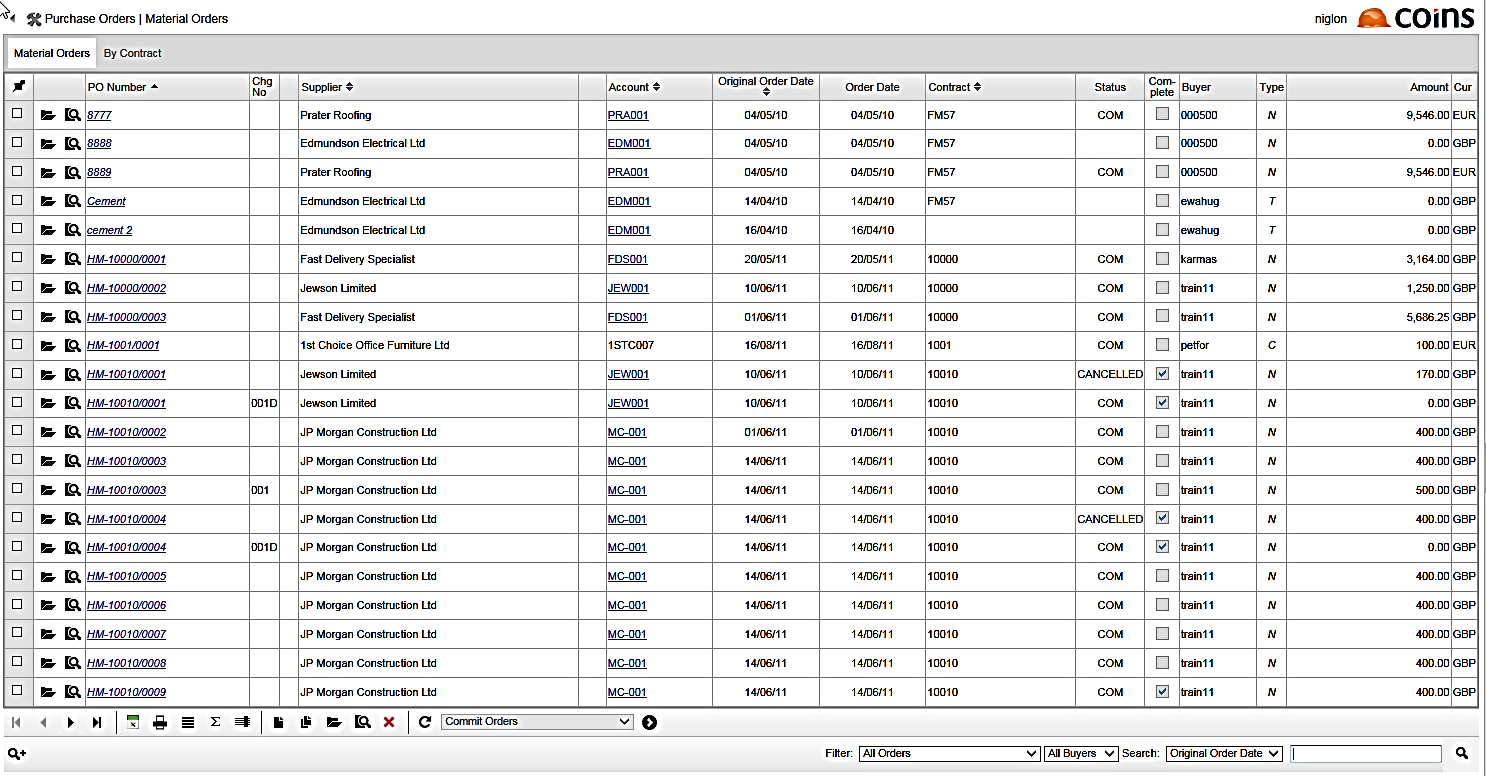 Purchase Orders | Material Orders
niglon coins
Material Orders By Contract
PO Number Chg No Supplier Account Original Order Date Order Date Contract Status Com-plete Buyer Type Amount Cur
8777 Prater Roofing PRA001 04/05/10 04/05/10 FM57 COM 000500 N 9,546.00 EUR
8888 Edmundson Electrical Ltd EDM001 04/05/10 04/05/10 FM57 000500 N 0.00 GBP
8889 Prater Roofing PRA001 04/05/10 04/05/10 FM57 COM 000500 N 9,546.00 EUR
Cement Edmundson Electrical Ltd EDM001 14/04/10 14/04/10 FM57 ewahug T 0.00 GBP
cement 2 Edmundson Electrical Ltd EDM001 16/04/10 16/04/10 ewahug T 0.00 GBP
HM-10000/0001 Fast Delivery Specialist FDS001 20/05/11 20/05/11 10000 COM karmas N 3,164.00 GBP
HM-10000/0002 Jewson Limited JEW001 10/06/11 10/06/11 10000 COM train11 N 1,250.00 GBP
HM-10000/0003 Fast Delivery Specialist FDS001 01/06/11 01/06/11 10000 COM train11 N 5,686.25 GBP
HM-1001/0001 1st Choice Office Furniture Ltd 1STC007 16/08/11 16/08/11 1001 COM petfor C 100.00 EUR
HM-10010/0001 Jewson Limited JEW001 10/06/11 10/06/11 10010 CANCELLED train11 N 170.00 GBP
HM-10010/0001 001D Jewson Limited JEW001 10/06/11 10/06/11 10010 COM train11 N 0.00 GBP
HM-10010/0002 JP Morgan Construction Ltd MC-001 01/06/11 01/06/11 10010 COM train11 N 400.00 GBP
HM-10010/0003 JP Morgan Construction Ltd MC-001 14/06/11 14/06/11 10010 COM train11 N 400.00 GBP
HM-10010/0003 001 JP Morgan Construction Ltd MC-001 14/06/11 14/06/11 10010 COM train11 N 500.00 GBP
HM-10010/0004 JP Morgan Construction Ltd MC-001 14/06/11 14/06/11 10010 CANCELLED train11 N 400.00 GBP
HM-10010/0004 001D JP Morgan Construction Ltd MC-001 14/06/11 14/06/11 10010 COM train11 N 0.00 GBP
HM-10010/0005 JP Morgan Construction Ltd MC-001 14/06/11 14/06/11 10010 COM train11 N 400.00 GBP
HM-10010/0006 JP Morgan Construction Ltd MC-001 14/06/11 14/06/11 10010 COM train11 N 400.00 GBP
HM-10010/0007 JP Morgan Construction Ltd MC-001 14/06/11 14/06/11 10010 COM train11 N 400.00 GBP
HM-10010/0008 JP Morgan Construction Ltd MC-001 14/06/11 14/06/11 10010 COM train11 N 400.00 GBP
HM-10010/0009 JP Morgan Construction Ltd MC-001 14/06/11 14/06/11 10010 COM train11 N 400.00 GBP
Commit Orders
Filter: All Orders All Buyers Search: Original Order Date